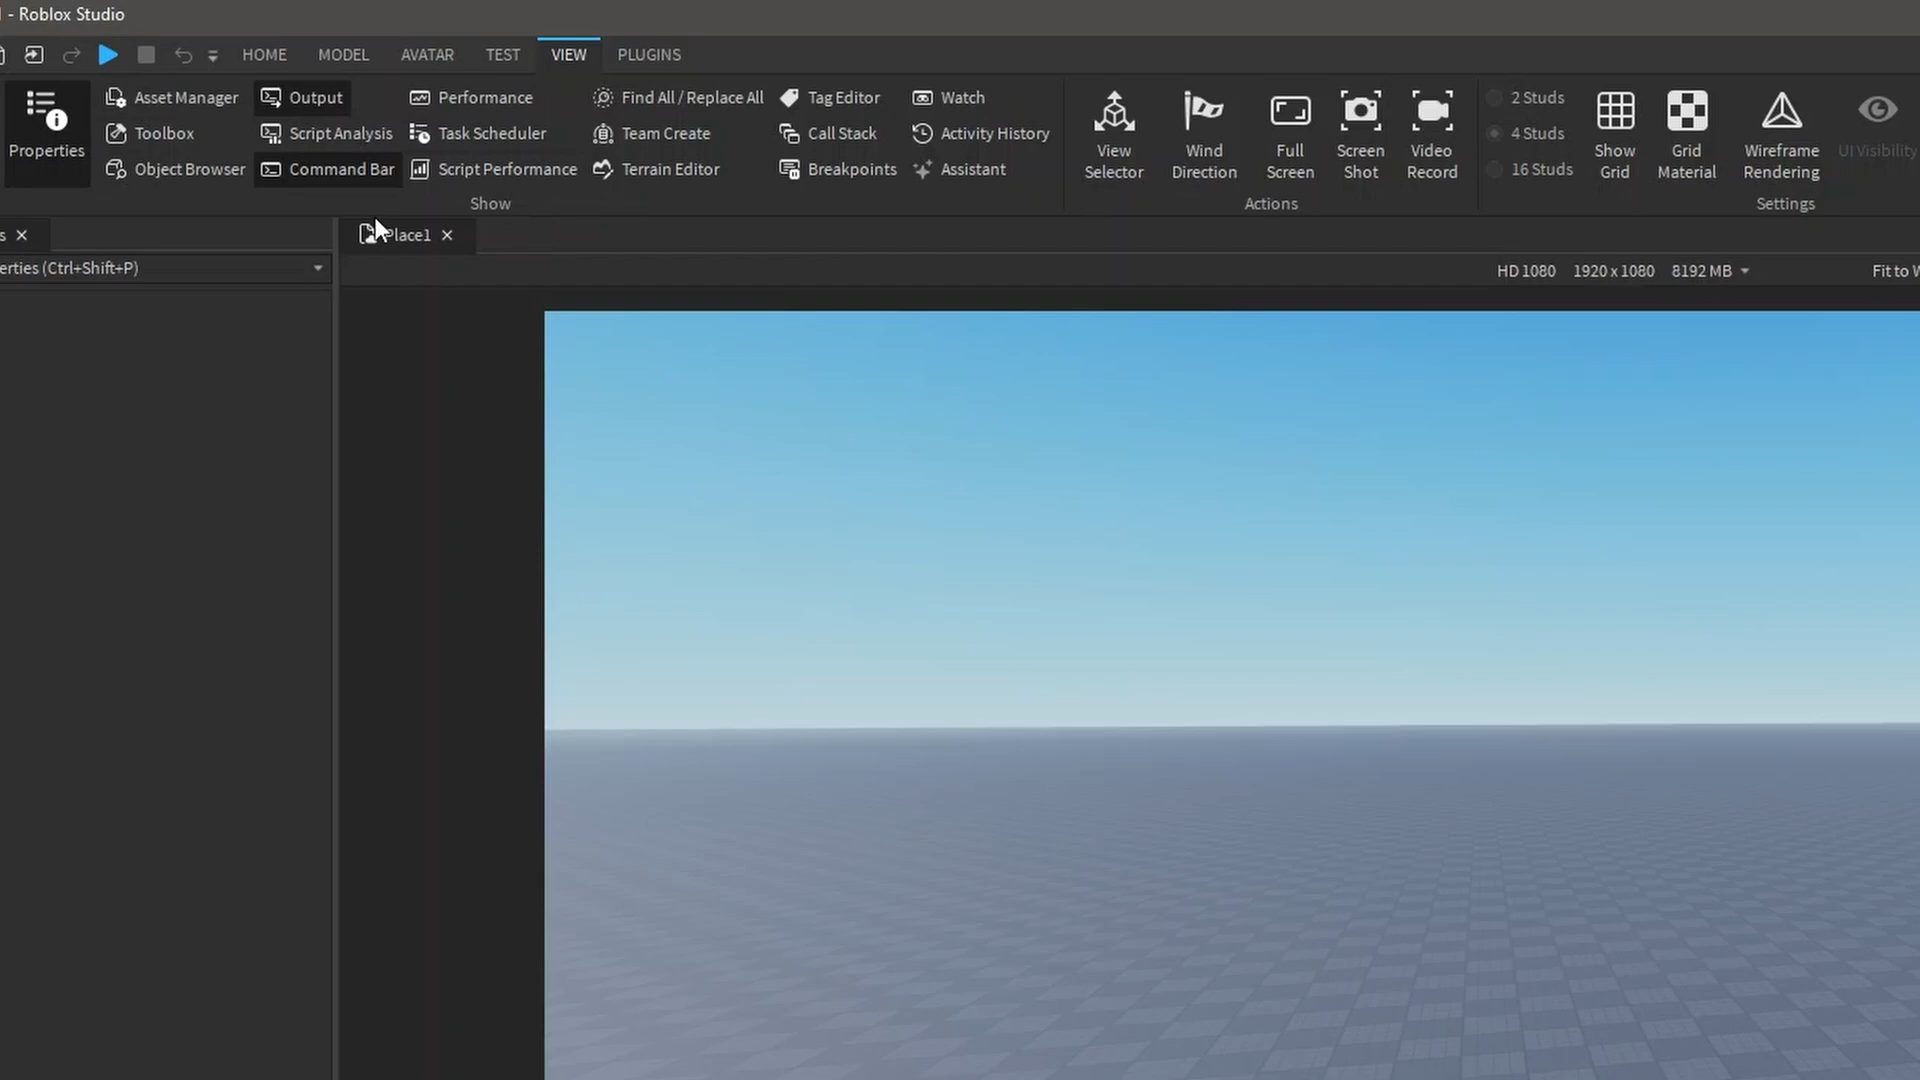 - Roblox Studio
HOME MODEL AVATAR TEST VIEW PLUGINS
Properties
Asset Manager
Toolbox
Object Browser
Output
Script Analysis
Command Bar
Performance
Task Scheduler
Script Performance
Find All / Replace All
Team Create
Terrain Editor
Tag Editor
Call Stack
Breakpoints
Watch
Activity History
Assistant
Show
View
Selector
Wind
Direction
Full
Screen
Screen
Shot
Video
Record
Actions
2 Studs
4 Studs
16 Studs
Show
Grid
Grid
Material
Wireframe
Rendering
UI Visibility
Settings
s
erties (Ctrl+Shift+P)
Place1
HD 1080 1920 x 1080 8192 MB Fit to W